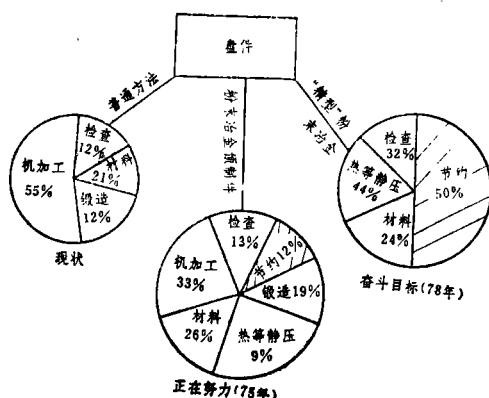 盘件
普通方法
粉末冶金预制件
“精型”粉
末冶金
检查
12%
机加工
55%
材料
21%
锻造
12%
现状
检查
13%
节约12%
机加工
33%
锻造19%
材料
26%
热等静压
9%
正在努力(75年)
检查
32%
节约
50%
热等静压
44%
材料
24%
奋斗目标(78年)